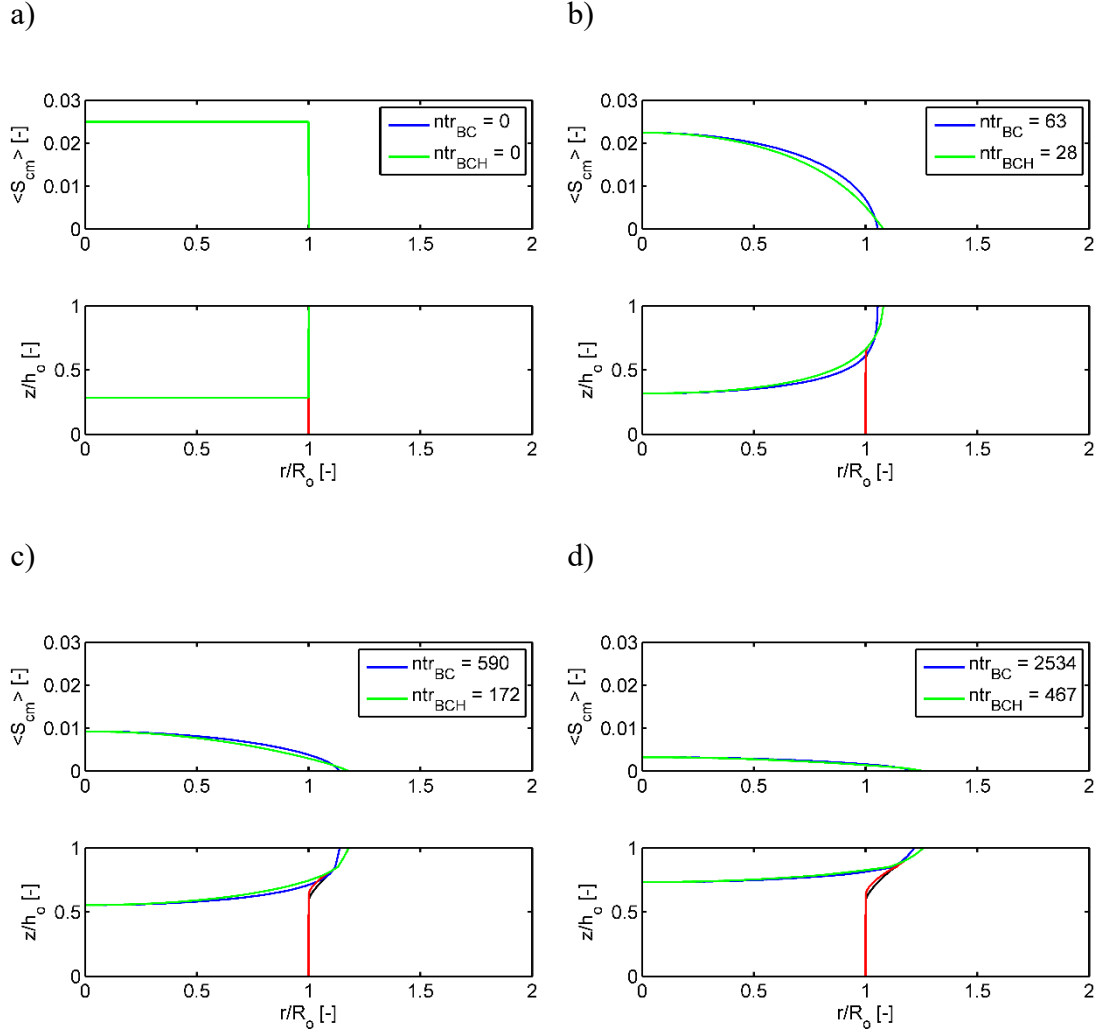 a)
0.03
0.02
0.01
0
<S_cm> [-]
ntr_BC = 0
ntr_BCH = 0
0 0.5 1 1.5 2
1
0.5
0
z/h_o [-]
0 0.5 1 1.5 2
r/R_o [-]
b)
0.03
0.02
0.01
0
<S_cm> [-]
ntr_BC = 63
ntr_BCH = 28
0 0.5 1 1.5 2
1
0.5
0
z/h_o [-]
0 0.5 1 1.5 2
r/R_o [-]
c)
0.03
0.02
0.01
0
<S_cm> [-]
ntr_BC = 590
ntr_BCH = 172
0 0.5 1 1.5 2
1
0.5
0
z/h_o [-]
0 0.5 1 1.5 2
r/R_o [-]
d)
0.03
0.02
0.01
0
<S_cm> [-]
ntr_BC = 2534
ntr_BCH = 467
0 0.5 1 1.5 2
1
0.5
0
z/h_o [-]
0 0.5 1 1.5 2
r/R_o [-]